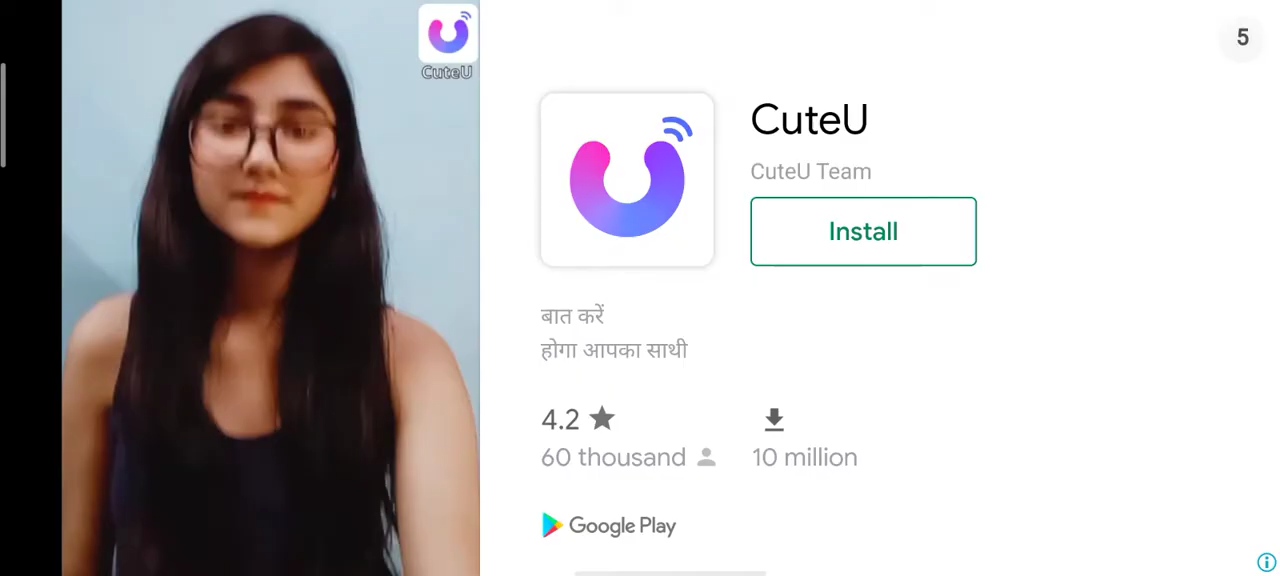 CuteU
5
CuteU
CuteU Team
Install
बात करें
होगा आपका साथी
4.2
60 thousand
10 million
Google Play